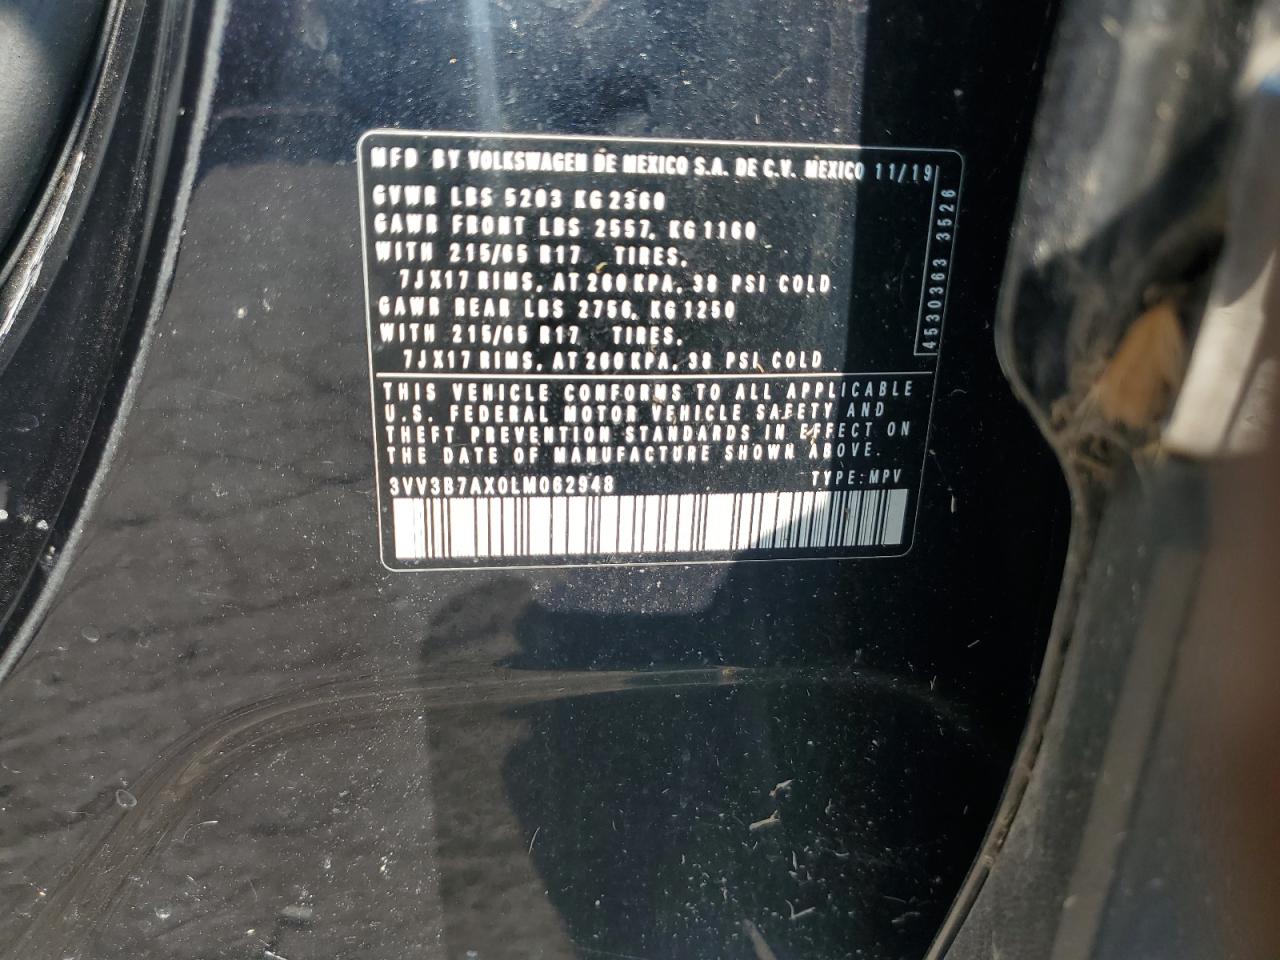 MFD BY VOLKSWAGEN DE MEXICO S.A. DE C.V. MEXICO 11/19
GVWR LBS 5203 KG 2360
GAWR FRONT LBS 2557, KG 1160
WITH 215/65 R17 TIRES,
7JX17 RIMS, AT 260 KPA, 38 PSI COLD
GAWR REAR LBS 2756, KG 1250
WITH 215/65 R17 TIRES,
7JX17 RIMS, AT 260 KPA, 38 PSI COLD
4530363 3526
THIS VEHICLE CONFORMS TO ALL APPLICABLE
U.S. FEDERAL MOTOR VEHICLE SAFETY AND
THEFT PREVENTION STANDARDS IN EFFECT ON
THE DATE OF MANUFACTURE SHOWN ABOVE.
3VV3B7AX0LM062948 TYPE: MPV